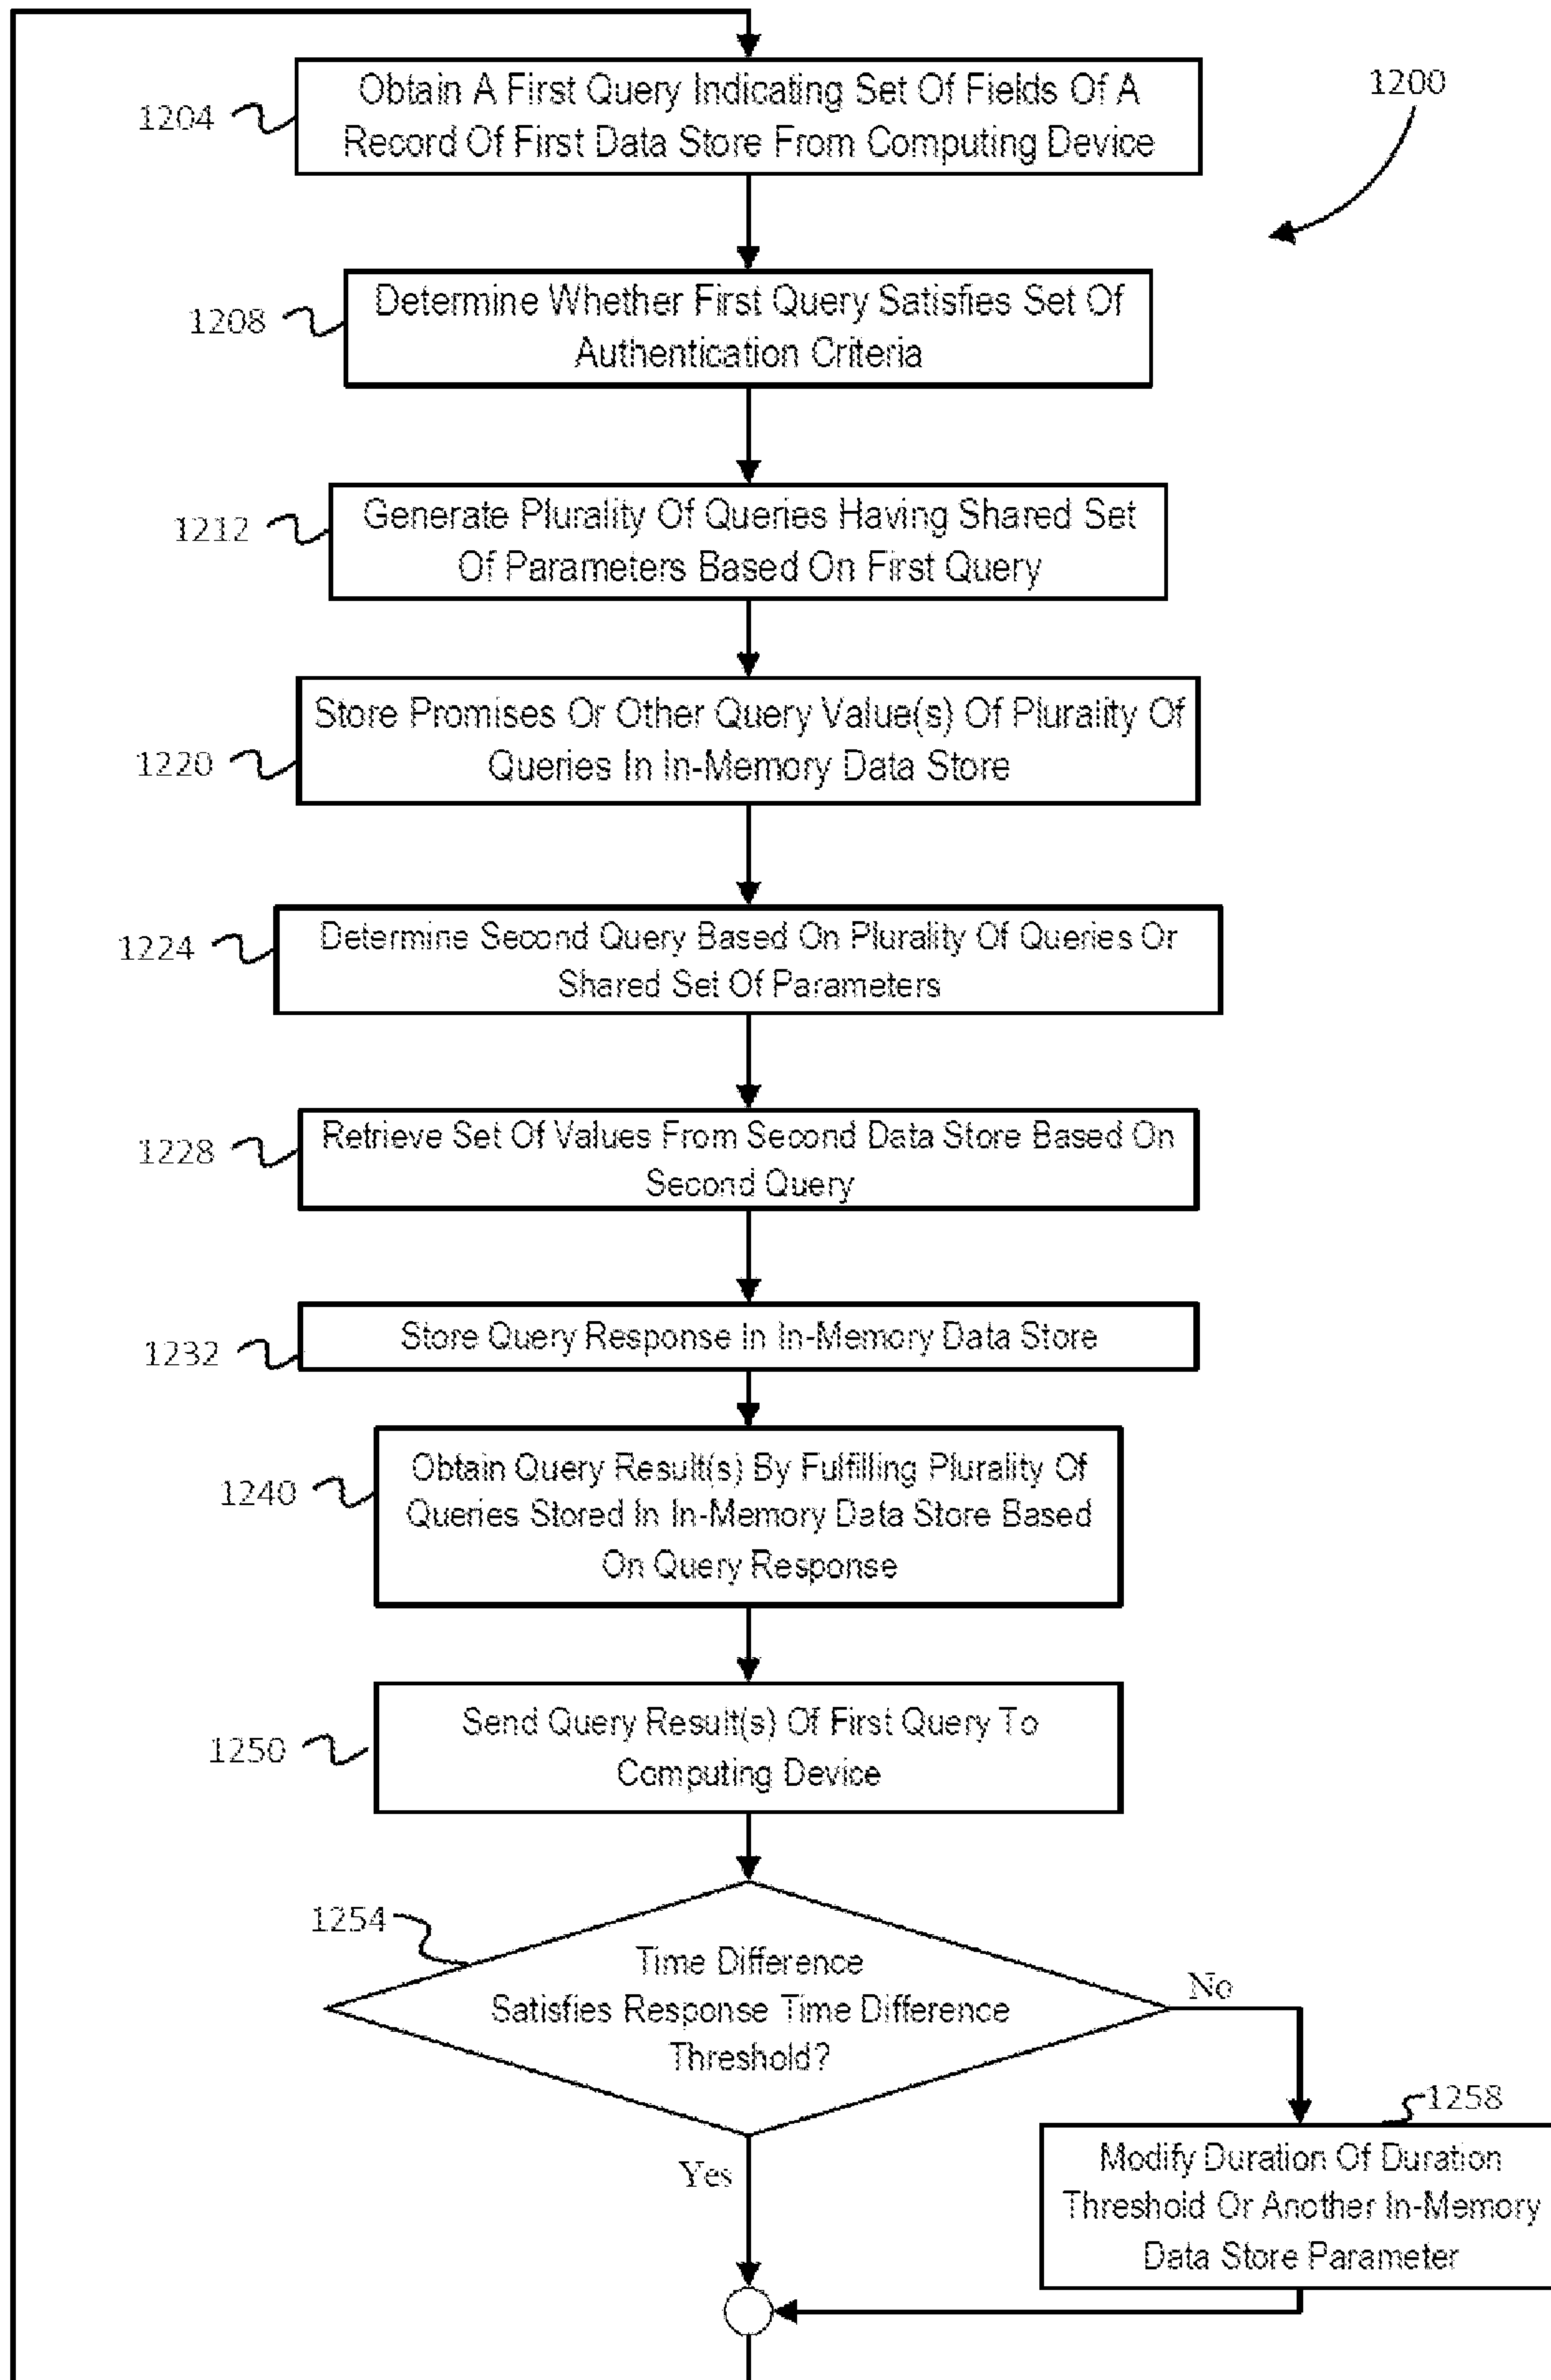 1200
1204
Obtain A First Query Indicating Set Of Fields Of A
Record Of First Data Store From Computing Device
1208
Determine Whether First Query Satisfies Set Of
Authentication Criteria
1212
Generate Plurality Of Queries Having Shared Set
Of Parameters Based On First Query
1220
Store Promises Or Other Query Value(s) Of Plurality Of
Queries In In-Memory Data Store
1224
Determine Second Query Based On Plurality Of Queries Or
Shared Set Of Parameters
1228
Retrieve Set Of Values From Second Data Store Based On
Second Query
1232
Store Query Response In In-Memory Data Store
1240
Obtain Query Result(s) By Fulfilling Plurality Of
Queries Stored In In-Memory Data Store Based
On Query Response
1250
Send Query Result(s) Of First Query To
Computing Device
1254
Time Difference
Satisfies Response Time Difference
Threshold?
No
Yes
1258
Modify Duration Of Duration
Threshold Or Another In-Memory
Data Store Parameter